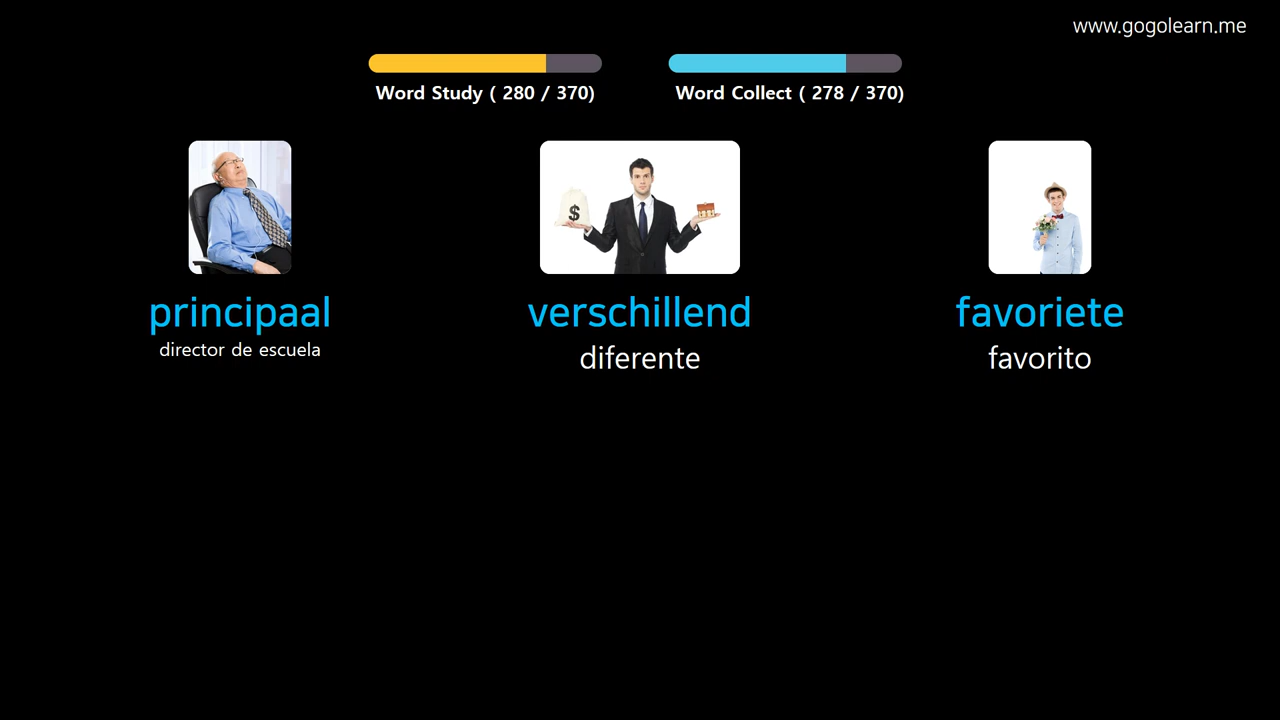 www.gogolearn.me
Word Study ( 280 / 370)
Word Collect ( 278 / 370)
$
principaal
verschillend
favoriete
director de escuela
diferente
favorito